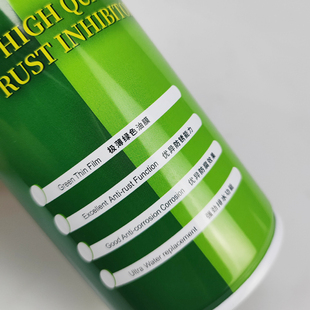 HIGH QU
RUST INHIBIT
Green Thin Film 极薄绿色油膜
Excellent Anti-rust Function 优异防锈能力
Good Anti-corrosion Corrosion 优异防腐效果
Ultra Water replacement 强劲排水功能